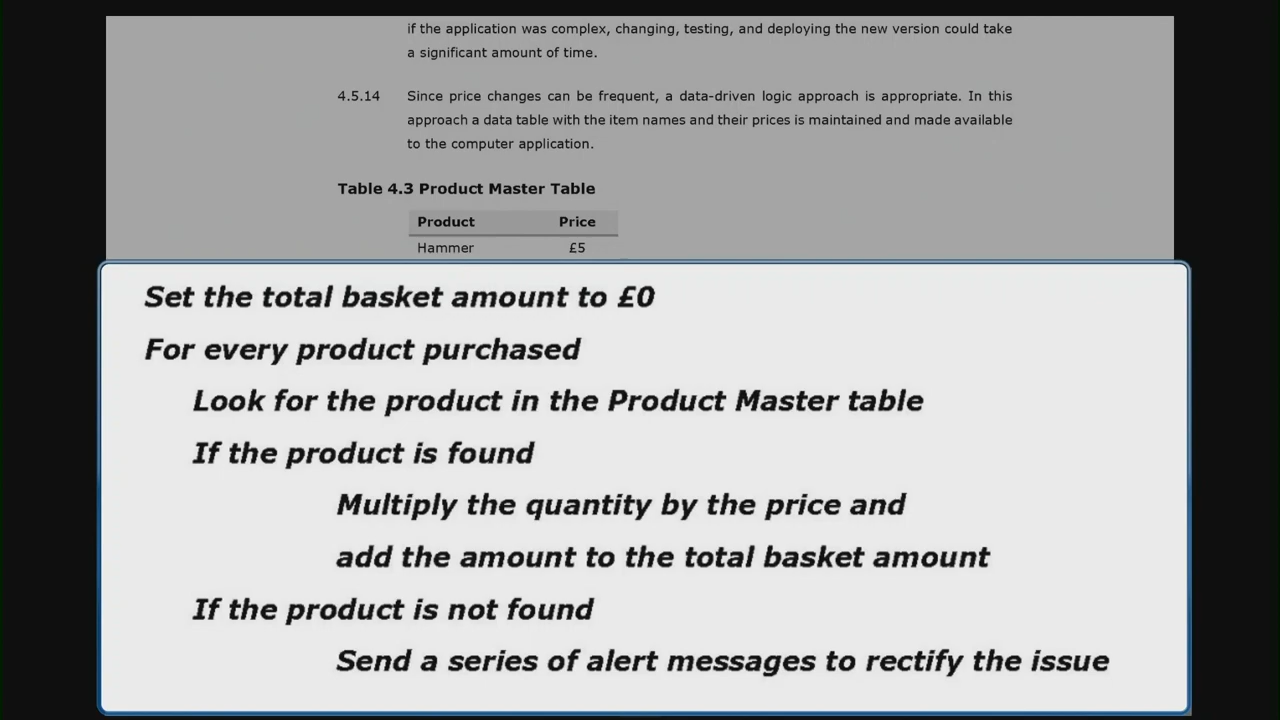 if the application was complex, changing, testing, and deploying the new version could take
a significant amount of time.
4.5.14 Since price changes can be frequent, a data-driven logic approach is appropriate. In this
approach a data table with the item names and their prices is maintained and made available
to the computer application.
Table 4.3 Product Master Table
Product Price
Hammer £5
Set the total basket amount to £0
For every product purchased
Look for the product in the Product Master table
If the product is found
Multiply the quantity by the price and
add the amount to the total basket amount
If the product is not found
Send a series of alert messages to rectify the issue